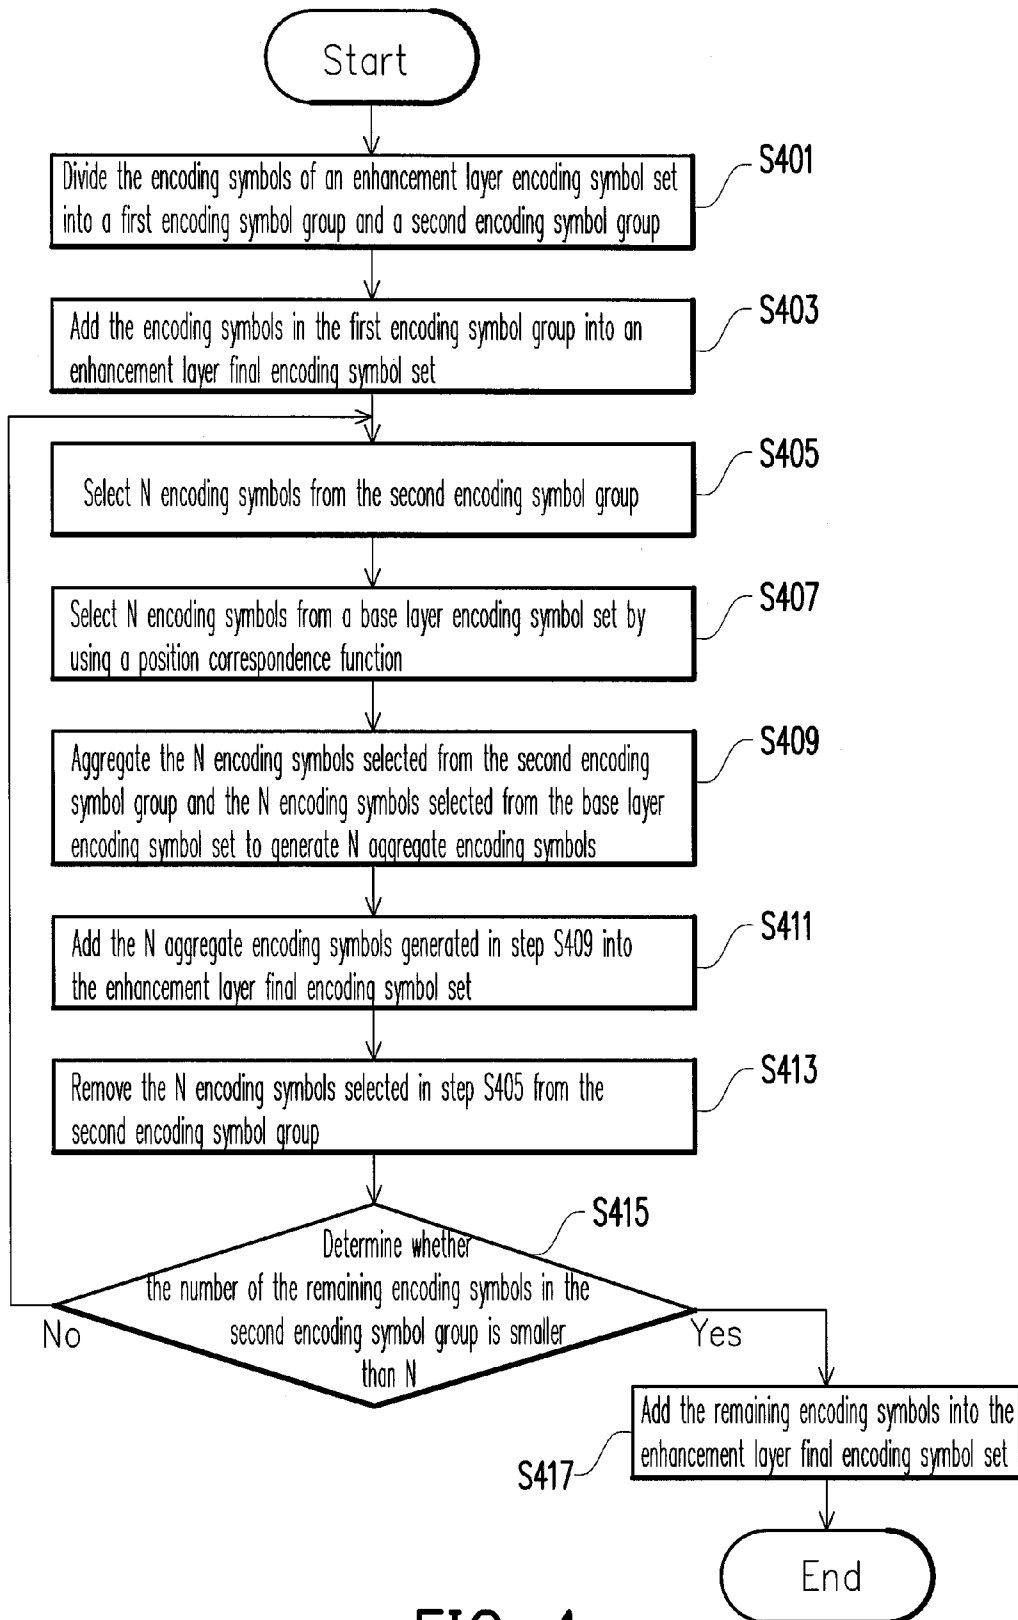 Start
S401
Divide the encoding symbols of an enhancement layer encoding symbol set
into a first encoding symbol group and a second encoding symbol group
S403
Add the encoding symbols in the first encoding symbol group into an
enhancement layer final encoding symbol set
S405
Select N encoding symbols from the second encoding symbol group
S407
Select N encoding symbols from a base layer encoding symbol set by
using a position correspondence function
S409
Aggregate the N encoding symbols selected from the second encoding
symbol group and the N encoding symbols selected from the base layer
encoding symbol set to generate N aggregate encoding symbols
S411
Add the N aggregate encoding symbols generated in step S409 into
the enhancement layer final encoding symbol set
S413
Remove the N encoding symbols selected in step S405 from the
second encoding symbol group
S415
Determine whether
the number of the remaining encoding symbols in the
second encoding symbol group is smaller
than N
No
Yes
Add the remaining encoding symbols into the
enhancement layer final encoding symbol set
S417
End
FIG. 4